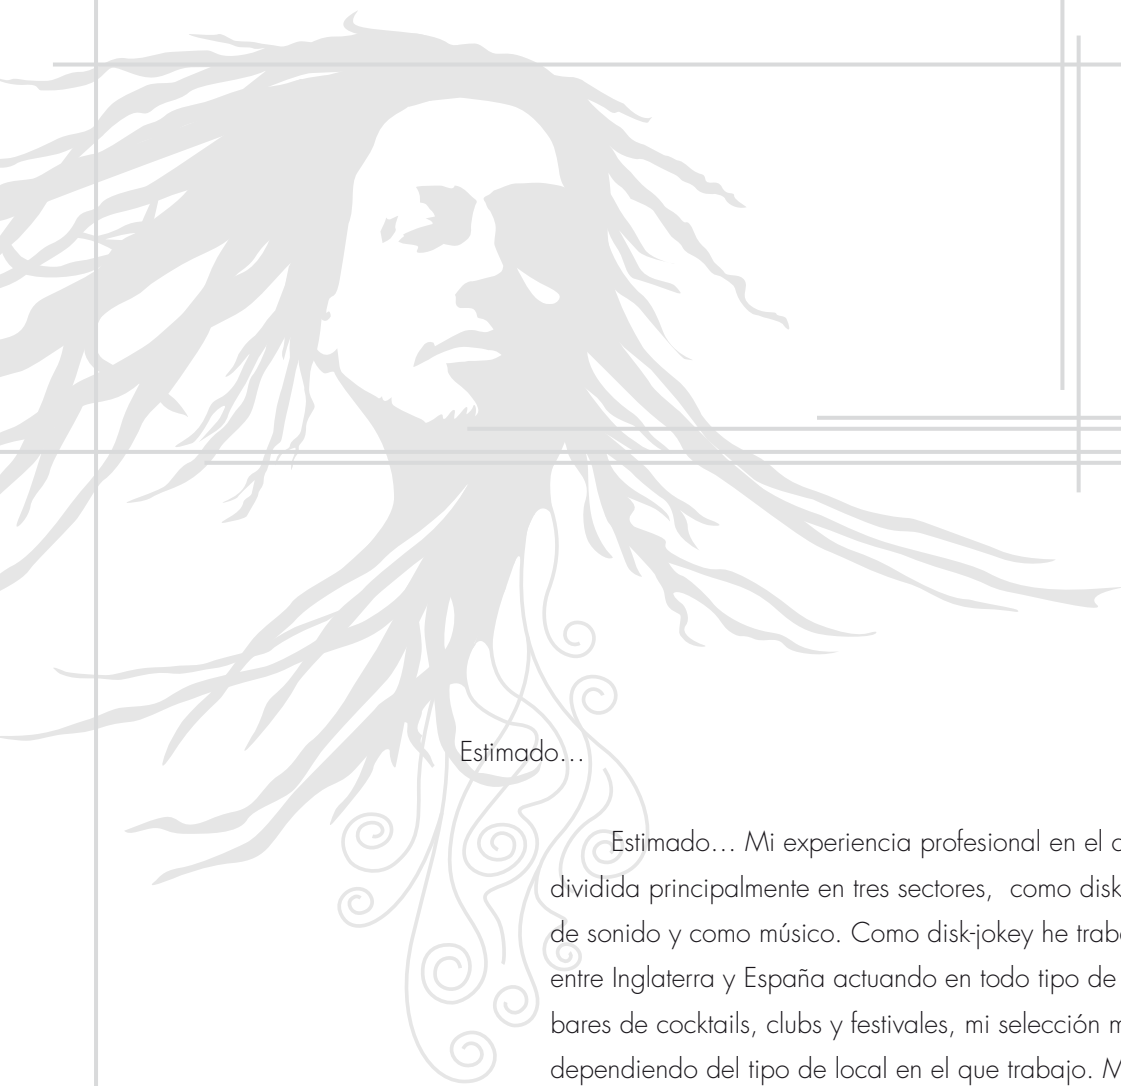 Estimado…
Estimado… Mi experiencia profesional en el
dividida principalmente en tres sectores, como disk
de sonido y como músico. Como disk-jokey he
entre Inglaterra y España actuando en todo tipo de
bares de cocktails, clubs y festivales, mi selección
dependiendo del tipo de local en el que trabajo.